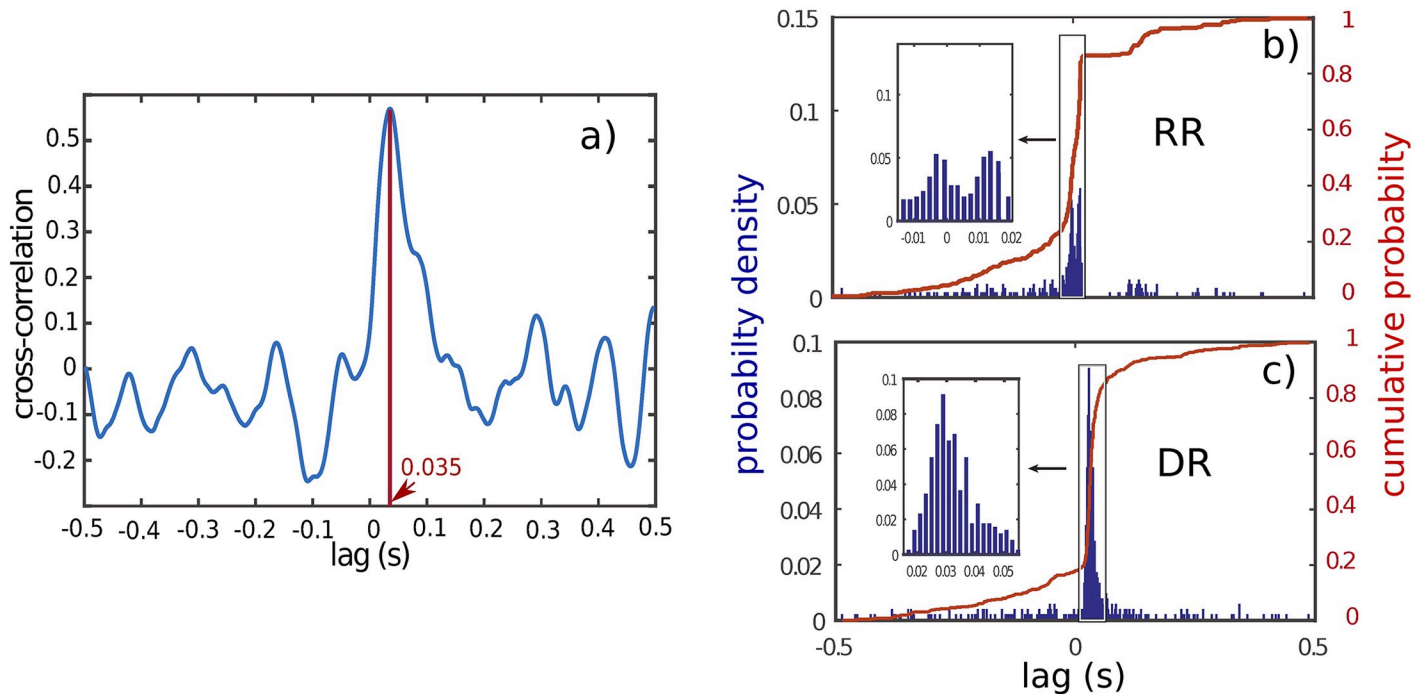 a)
cross-correlation
0.5
0.4
0.3
0.2
0.1
0
-0.1
-0.2
0.035
-0.5 -0.4 -0.3 -0.2 -0.1 0 0.1 0.2 0.3 0.4 0.5
lag (s)
probabilty density
cumulative probabilty
b)
RR
0.15
0.1
0.05
0
1
0.8
0.6
0.4
0.2
0
0.1
0.05
0
-0.01 0 0.01 0.02
c)
DR
0.1
0.08
0.06
0.04
0.02
0
1
0.8
0.6
0.4
0.2
0
0.1
0.08
0.06
0.04
0.02
0
0.02 0.03 0.04 0.05
-0.5 0 0.5
lag (s)